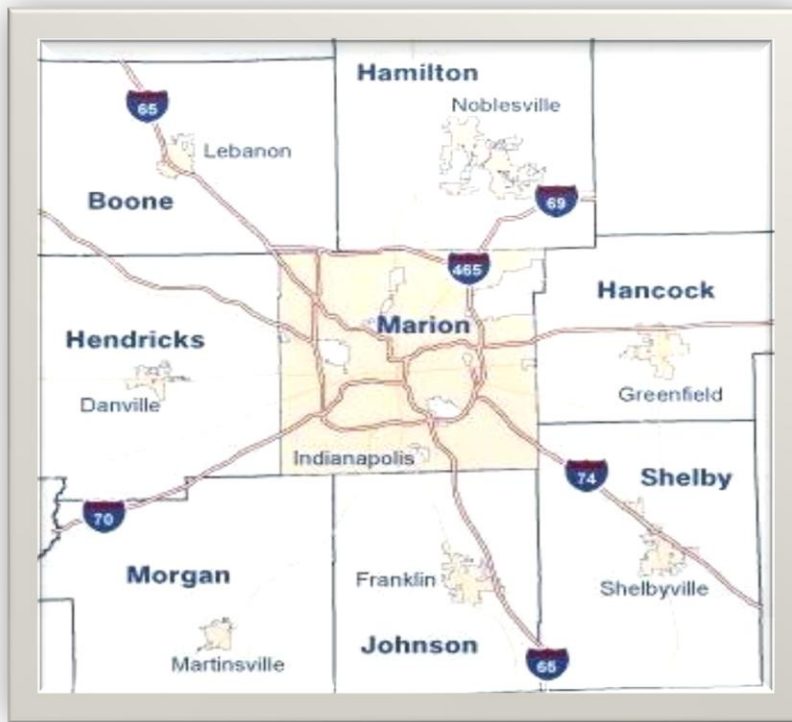 Hamilton
Noblesville
65
Lebanon
Boone
69
465
Hancock
Marion
Hendricks
Danville
Greenfield
Indianapolis
74
Shelby
70
Morgan
Franklin
Shelbyville
Johnson
Martinsville
65